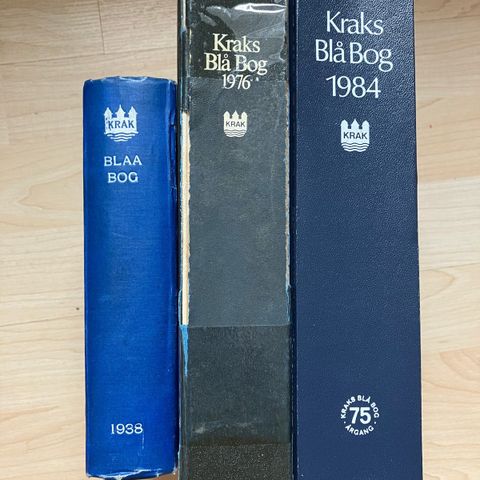 KRAK
BLAA
BOG
1938
Kraks
Blå Bog
1976
KRAK
Kraks
Blå Bog
1984
KRAK
KRAKS BLÅ BOG
75
ÅRGANG